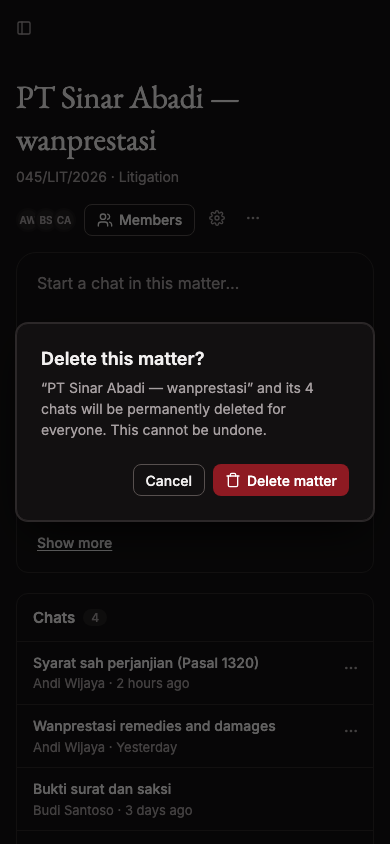 PT Sinar Abadi —
wanprestasi
045/LIT/2026 · Litigation
AW BS CA Members
Start a chat in this matter...
Delete this matter?
“PT Sinar Abadi — wanprestasi” and its 4
chats will be permanently deleted for
everyone. This cannot be undone.
Cancel Delete matter
Show more
Chats 4
Syarat sah perjanjian (Pasal 1320)
Andi Wijaya · 2 hours ago
Wanprestasi remedies and damages
Andi Wijaya · Yesterday
Bukti surat dan saksi
Budi Santoso · 3 days ago